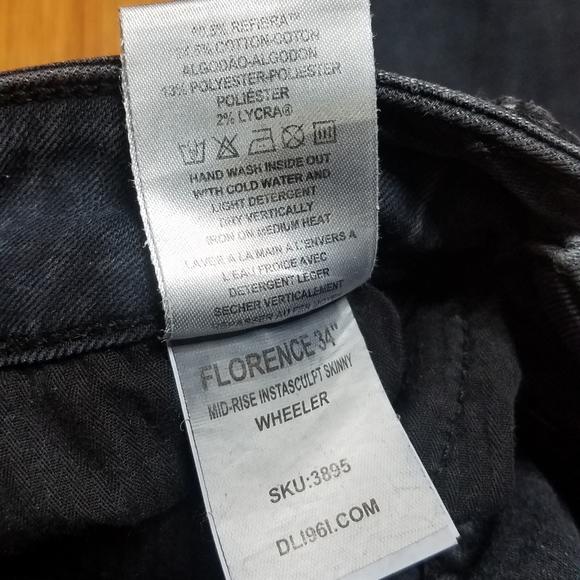 REFIBRA™
COTTON-COTON
ALGODÃO-ALGODON
13% POLYESTER-POLIESTER
POLIÉSTER
2% LYCRA®
HAND WASH INSIDE OUT
WITH COLD WATER AND
LIGHT DETERGENT
DRY VERTICALLY
IRON ON MEDIUM HEAT
LAVER A LA MAIN A L'ENVERS A
L'EAU FROIDE AVEC
DETERGENT LEGER
SECHER VERTICALEMENT
FLORENCE 34"
MID-RISE INSTASCULPT SKINNY
WHEELER
SKU:3895
DL1961.COM